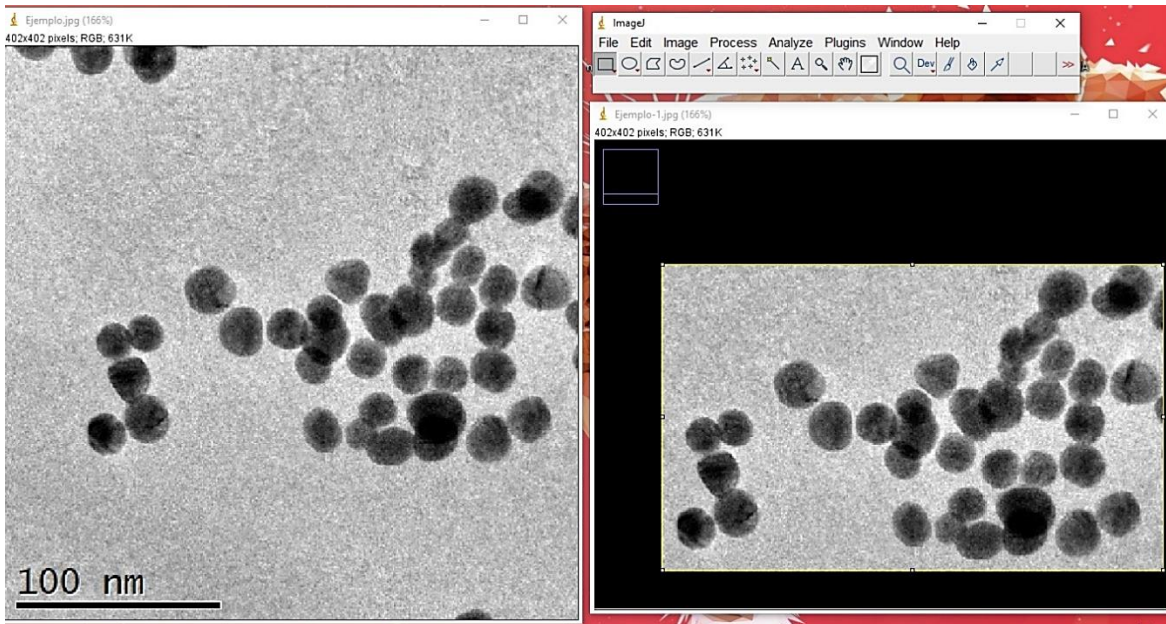 Ejemplo.jpg (166%)
402x402 pixels; RGB; 631K
100 nm
ImageJ
File Edit Image Process Analyze Plugins Window Help
A Dev >>
Ejemplo-1.jpg (166%)
402x402 pixels; RGB; 631K